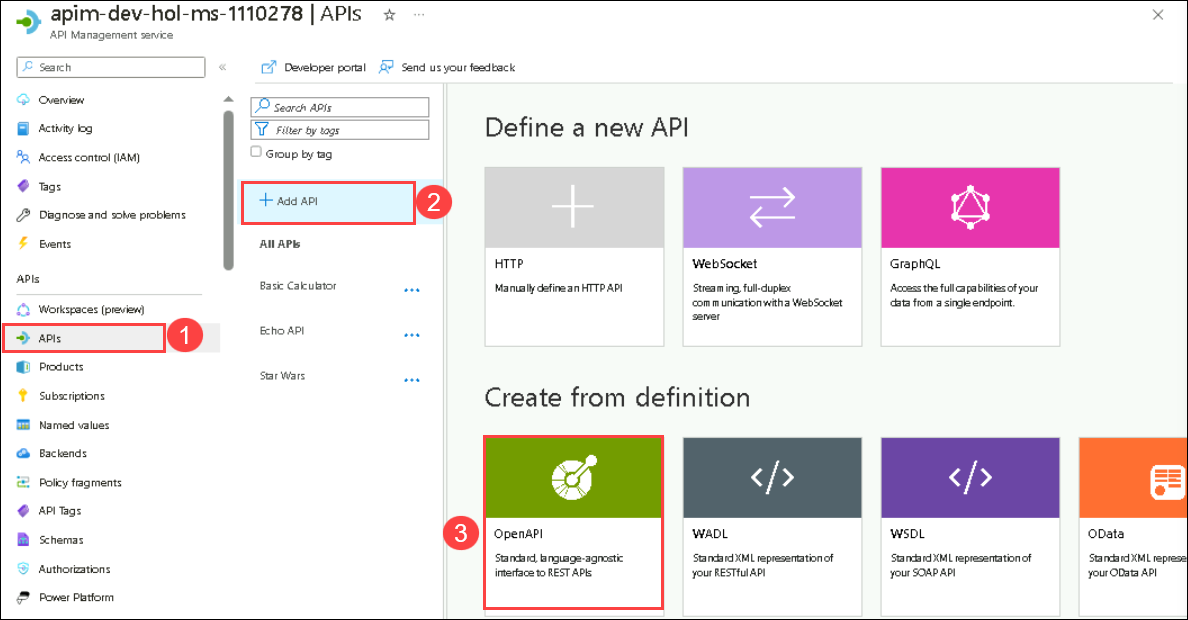 apim-dev-hol-ms-1110278 | APIs
API Management service
Search
Developer portal
Send us your feedback
Overview
Activity log
Access control (IAM)
Tags
Diagnose and solve problems
Events
APIs
Workspaces (preview)
APIs
1
Products
Subscriptions
Named values
Backends
Policy fragments
API Tags
Schemas
Authorizations
Power Platform
Search APIs
Filter by tags
Group by tag
+ Add API
2
All APIs
Basic Calculator
Echo API
Star Wars
Define a new API
HTTP
Manually define an HTTP API
WebSocket
Streaming, full-duplex
communication with a WebSocket
server
GraphQL
Access the full capabilities of your
data from a single endpoint.
Create from definition
3
OpenAPI
Standard, language-agnostic
interface to REST APIs
WADL
Standard XML representation of
your RESTful API
WSDL
Standard XML representation of
your SOAP API
OData
Standard XML represe
your OData API